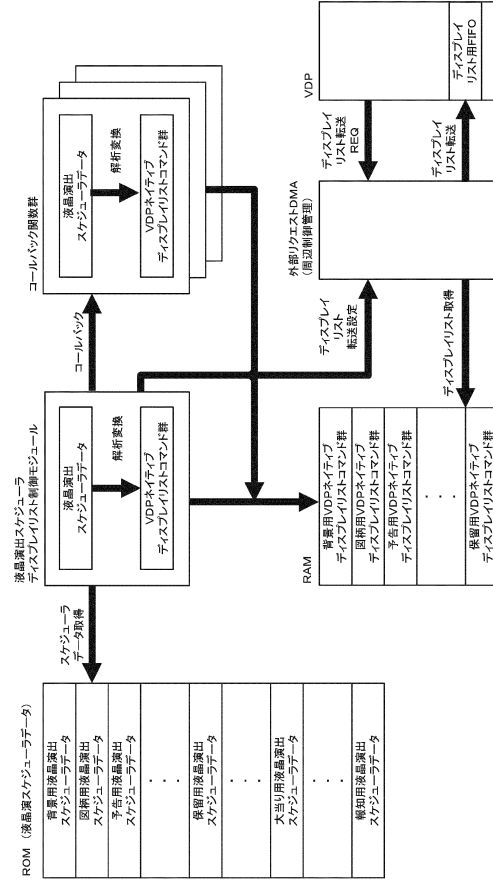 ROM（液晶演スケジューラデータ）
背景用液晶演出
スケジューラデータ
図柄用液晶演出
スケジューラデータ
予告用液晶演出
スケジューラデータ
・・・
保留用液晶演出
スケジューラデータ
・・・
大当り用液晶演出
スケジューラデータ
・・・
報知用液晶演出
スケジューラデータ
スケジューラ
データ取得
液晶演出スケジューラ
ディスプレイリスト制御モジュール
液晶演出
スケジューラデータ
解析変換
VDPネイティブ
ディスプレイリストコマンド群
コールバック
コールバック関数群
液晶演出
スケジューラデータ
解析変換
VDPネイティブ
ディスプレイリストコマンド群
RAM
背景用VDPネイティブ
ディスプレイリストコマンド群
図柄用VDPネイティブ
ディスプレイリストコマンド群
予告用VDPネイティブ
ディスプレイリストコマンド群
・・・
保留用VDPネイティブ
ディスプレイリストコマンド群
ディスプレイ
リスト
転送設定
ディスプレイリスト取得
外部リクエストDMA
（周辺制御管理）
ディスプレイ
リスト転送
REQ
ディスプレイ
リスト転送
VDP
ディスプレイ
リスト用FIFO